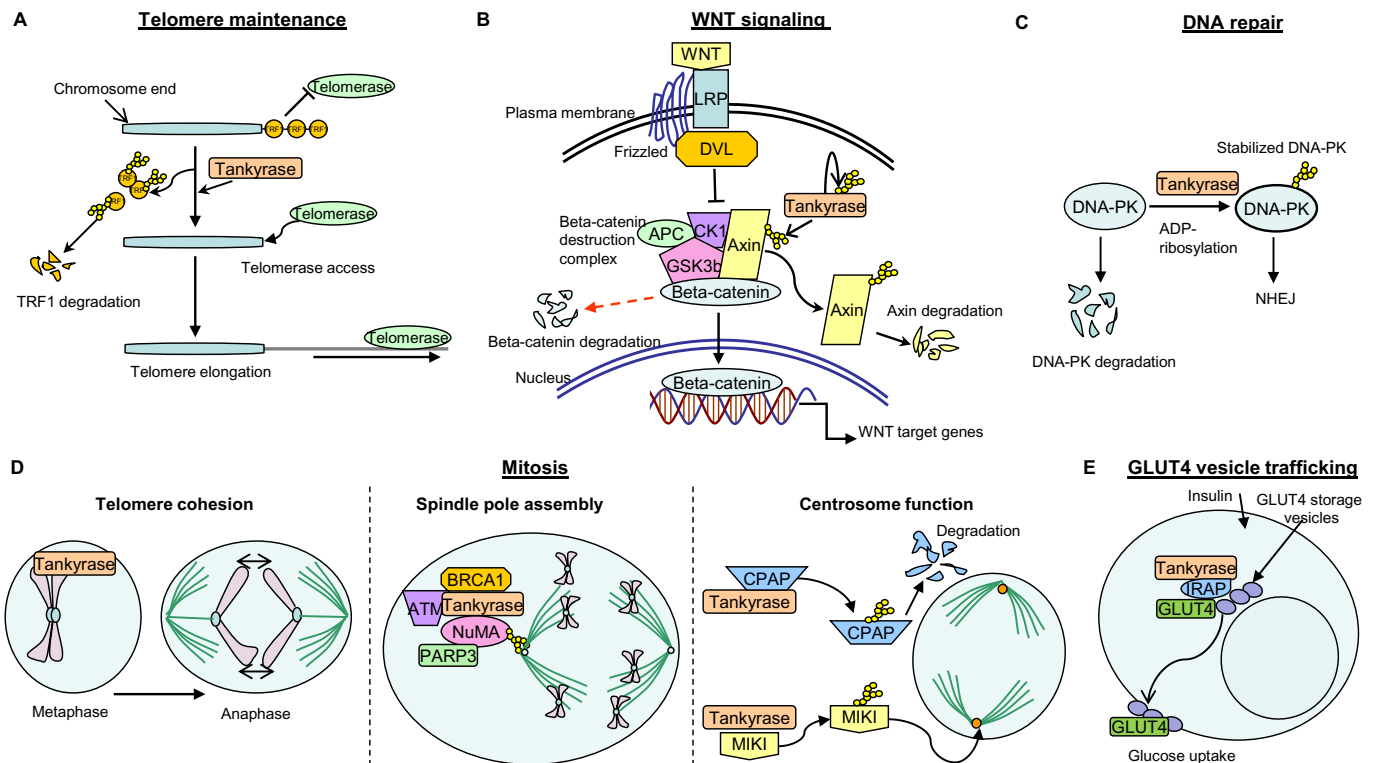 A
Telomere maintenance
Chromosome end
Telomerase
TRF1
TRF1
TRF1
Tankyrase
TRF
TRF
TRF
Telomerase
Telomerase access
TRF1 degradation
Telomerase
Telomere elongation
B
WNT signaling
WNT
LRP
Plasma membrane
Frizzled
DVL
Tankyrase
Beta-catenin
destruction
complex
APC
CK1
Axin
GSK3b
Beta-catenin
Axin
Axin degradation
Beta-catenin degradation
Nucleus
Beta-catenin
WNT target genes
C
DNA repair
Stabilized DNA-PK
Tankyrase
DNA-PK
DNA-PK
ADP-
ribosylation
NHEJ
DNA-PK degradation
D
Mitosis
Telomere cohesion
Tankyrase
Metaphase
Anaphase
Spindle pole assembly
BRCA1
ATM
Tankyrase
NuMA
PARP3
Centrosome function
Degradation
CPAP
Tankyrase
CPAP
Tankyrase
MIKI
MIKI
E
GLUT4 vesicle trafficking
Insulin
GLUT4 storage
vesicles
Tankyrase
IRAP
GLUT4
GLUT4
Glucose uptake